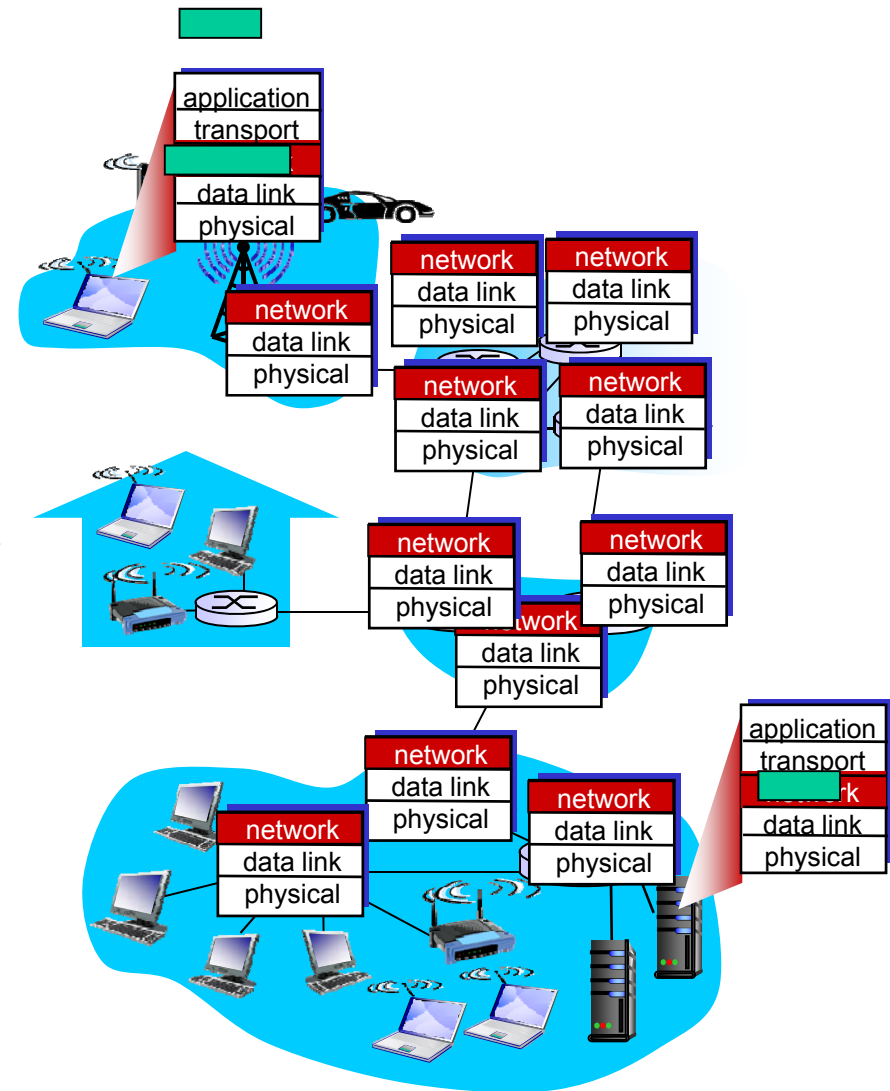 application
transport
data link
physical
network
data link
physical
network
data link
physical
network
data link
physical
network
data link
physical
network
data link
physical
network
data link
physical
network
data link
physical
network
data link
physical
application
transport
data link
physical
network
data link
physical
network
data link
physical
network
data link
physical